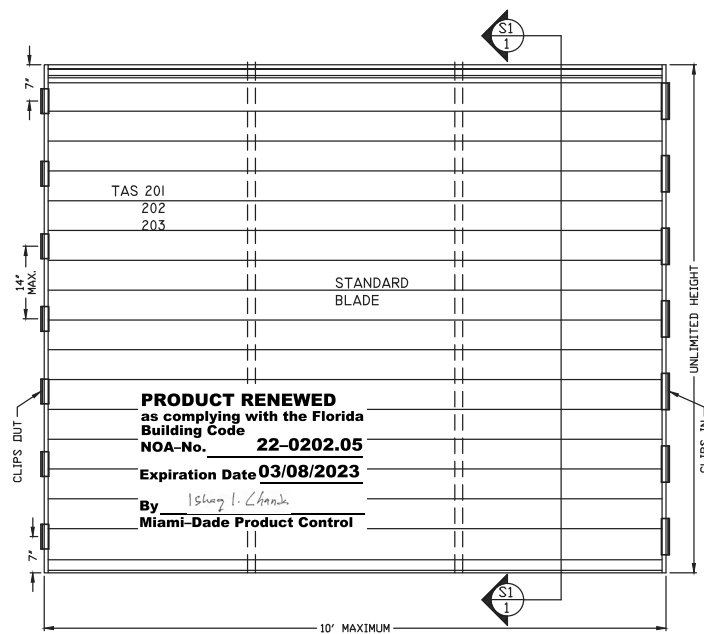 S1
1
7"
TAS 201
202
203
14"
MAX.
STANDARD
BLADE
UNLIMITED HEIGHT
PRODUCT RENEWED
as complying with the Florida
Building Code
NOA–No. 22–0202.05
Expiration Date 03/08/2023
By Ishaq I. Chanda
Miami–Dade Product Control
CLIPS OUT
CLIPS IN
7"
S1
1
10' MAXIMUM